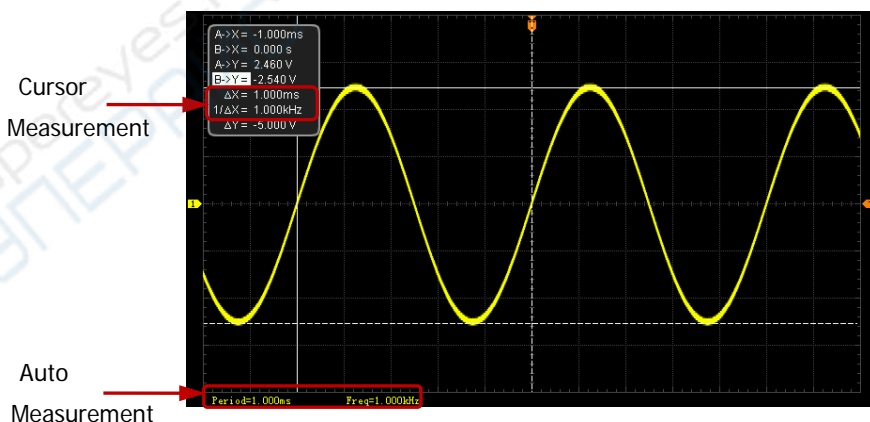 A->X= -1.000ms
B->X= 0.000 s
A->Y= 2.460 V
B->Y= -2.540 V
ΔX= 1.000ms
1/ΔX= 1.000kHz
ΔY= -5.000 V
Cursor
Measurement
1
Auto
Measurement
Period=1.000ms Freq=1.000kHz